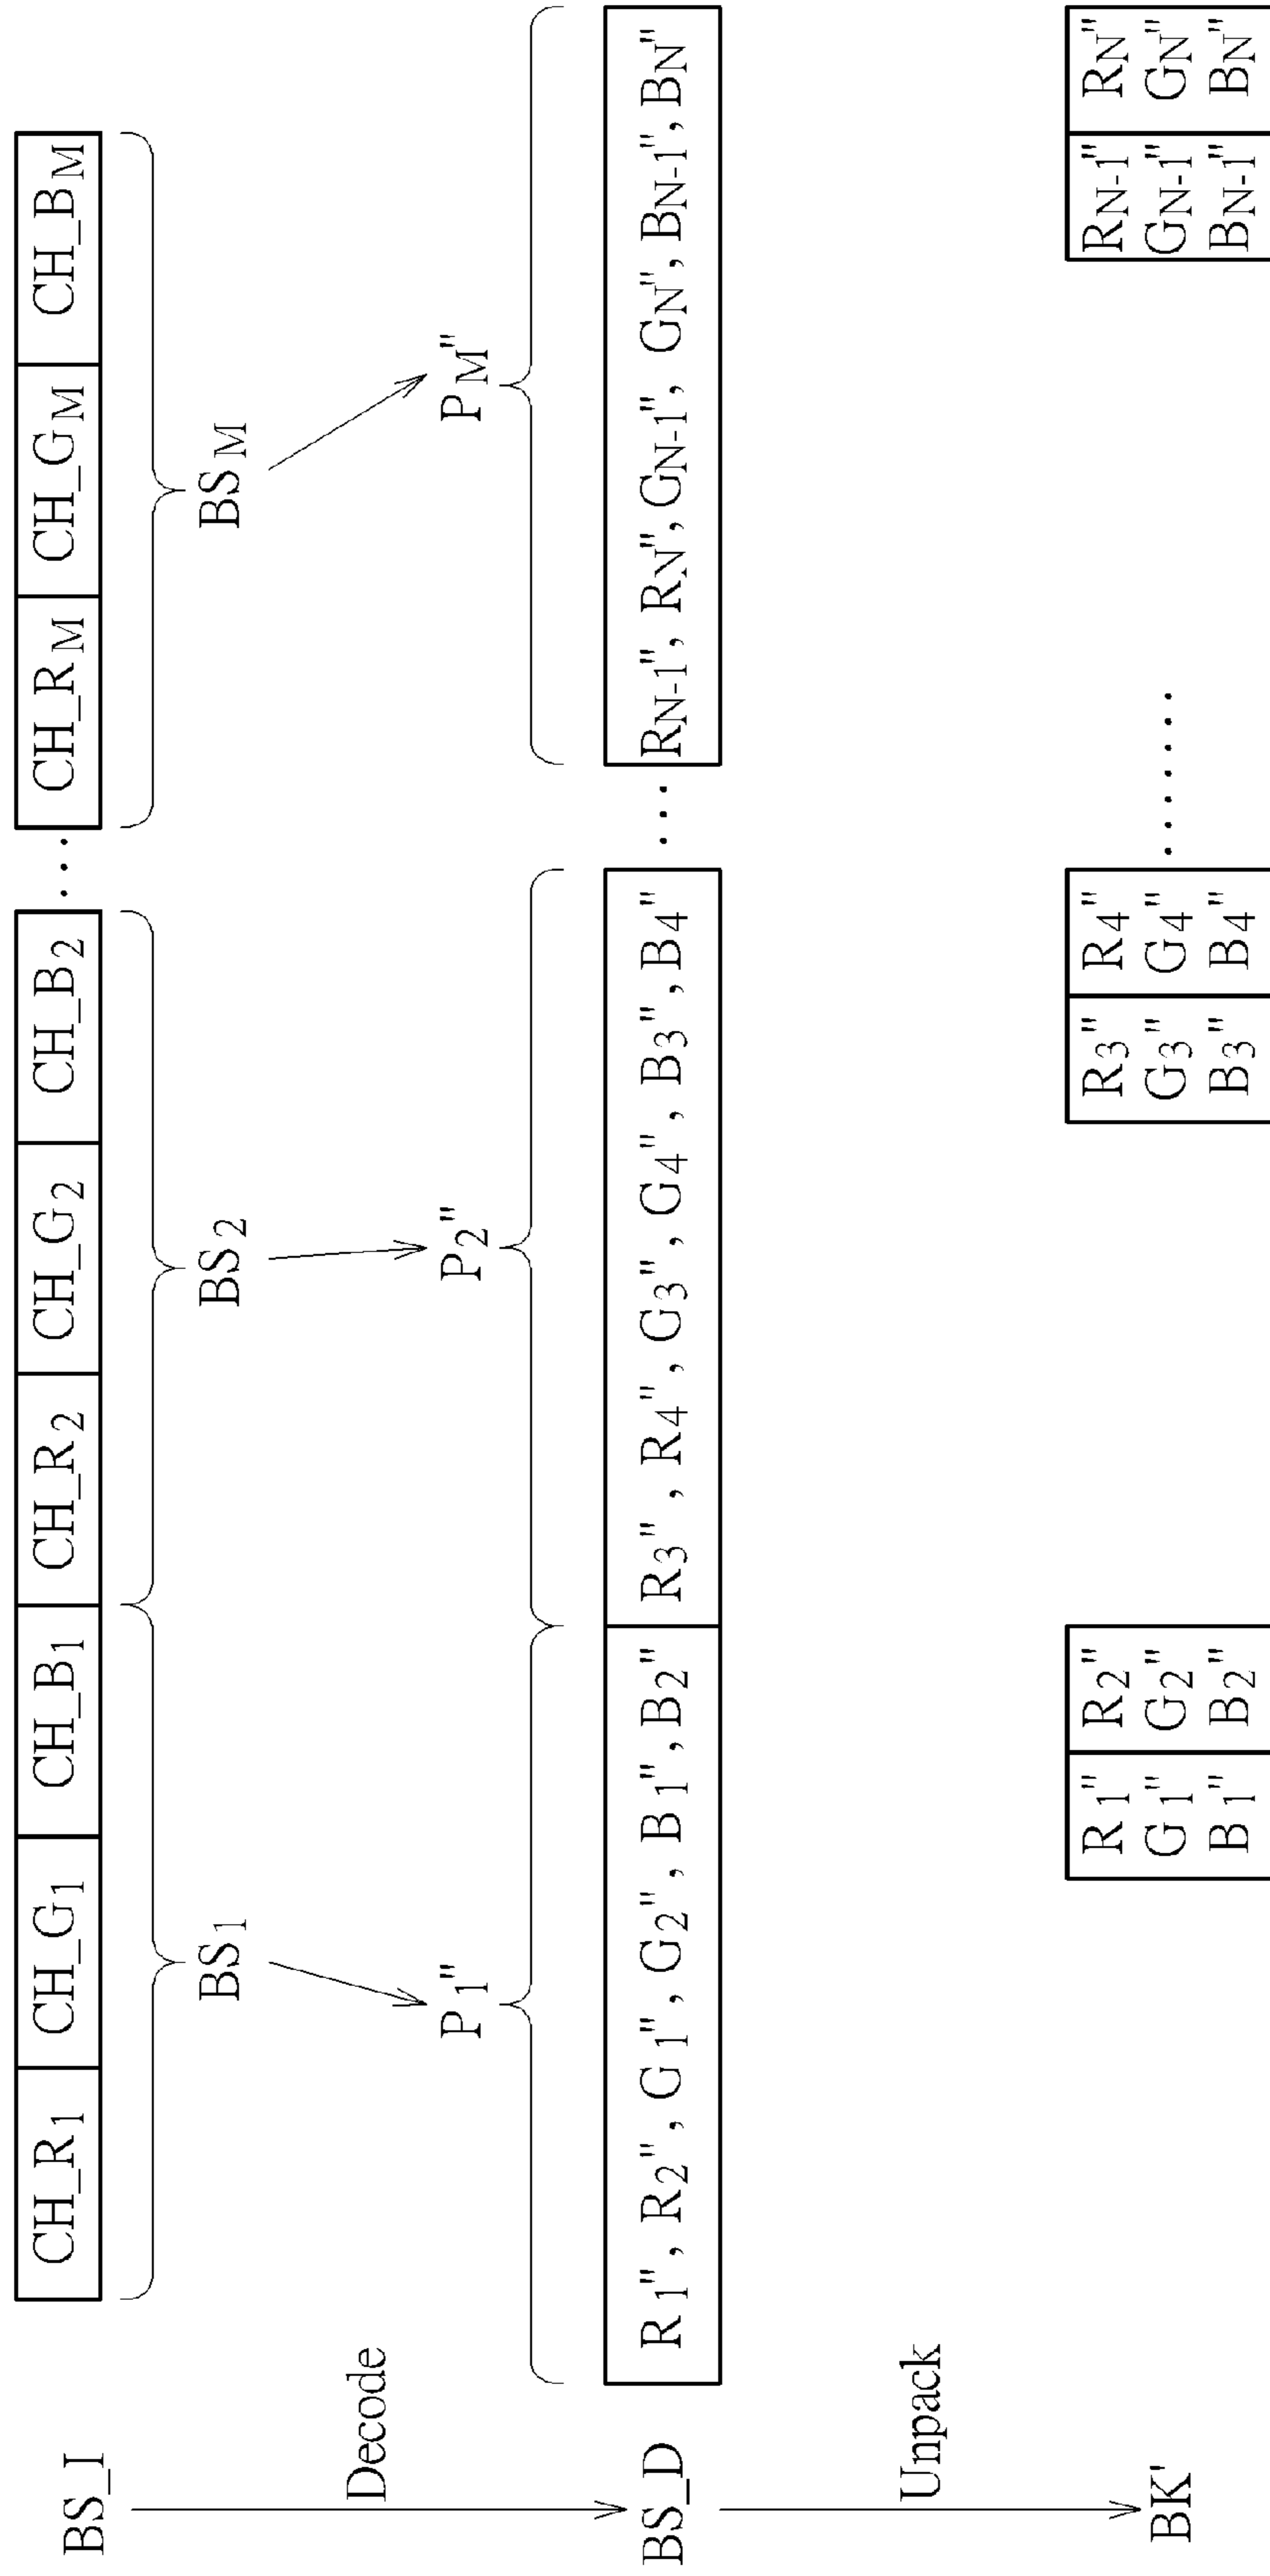 BS_I
CH_R1 CH_G1 CH_B1 CH_R2 CH_G2 CH_B2 ... CH_RM CH_GM CH_BM
BS1 BS2 BSM
Decode
P1" P2" PM"
BS_D
R1", R2", G1", G2", B1", B2" R3", R4", G3", G4", B3", B4" ... RN-1", RN", GN-1", GN", BN-1", BN"
Unpack
BK'
R1" R2" R3" R4" RN-1" RN"
G1" G2" G3" G4" ....... GN-1" GN"
B1" B2" B3" B4" BN-1" BN"